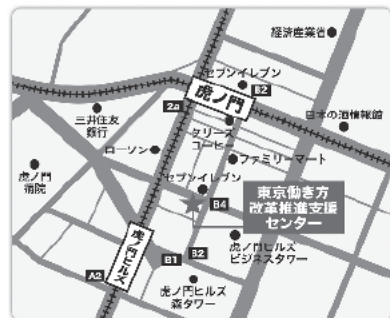 経済産業省
セブンイレブン
B2
虎ノ門
2a
三井住友
銀行
タリーズ
コーヒー
日本の酒情報館
ローソン
ファミリーマート
虎ノ門
病院
セブンイレブン
東京働き方
改革推進支援
センター
B4
虎ノ門ヒルズ
ビジネスタワー
虎ノ門ヒルズ
B1
B2
A2
虎ノ門ヒルズ
森タワー